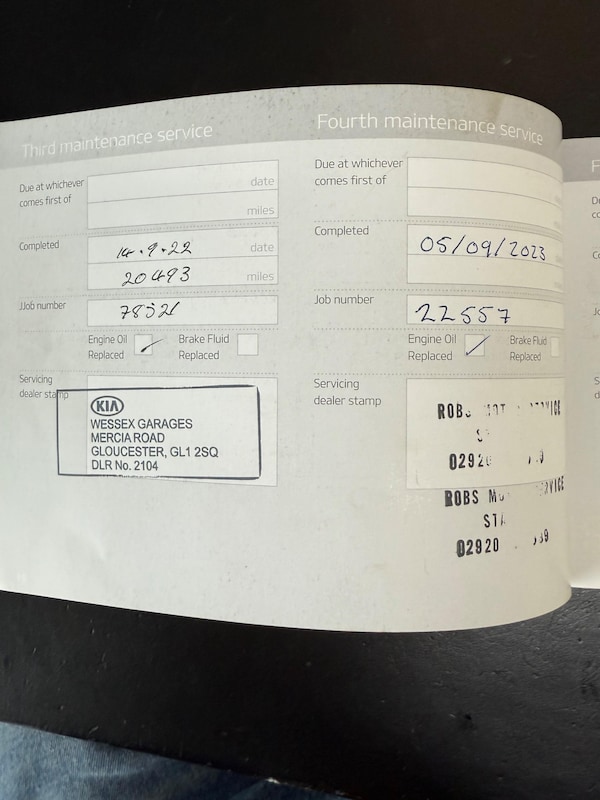 Third maintenance service
Due at whichever
comes first of
date
miles
Completed
14.9.22 date
20493 miles
JJob number
78521
Engine Oil
Replaced
Brake Fluid
Replaced
Servicing
dealer stamp
KIA
WESSEX GARAGES
MERCIA ROAD
GLOUCESTER, GL1 2SQ
DLR No. 2104
Fourth maintenance service
Due at whichever
comes first of
Completed
05/09/2023
Job number
22557
Engine Oil
Replaced
Brake Fluid
Replaced
Servicing
dealer stamp
ROBS
02920
ROBS
02920